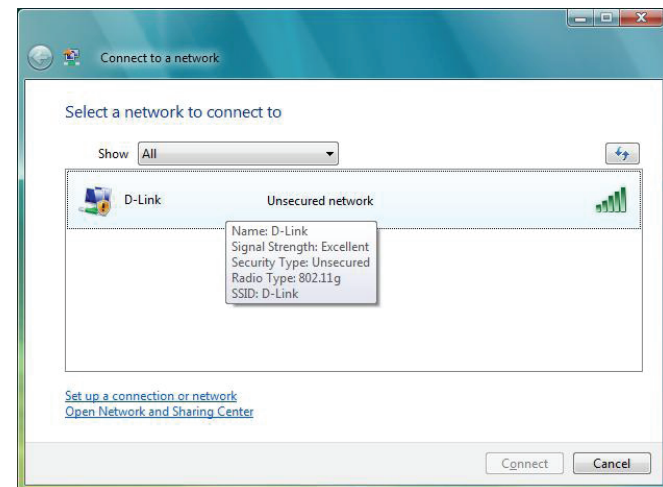 Connect to a network
Select a network to connect to
Show All
D-Link Unsecured network
Name: D-Link
Signal Strength: Excellent
Security Type: Unsecured
Radio Type: 802.11g
SSID: D-Link
Set up a connection or network
Open Network and Sharing Center
Connect Cancel